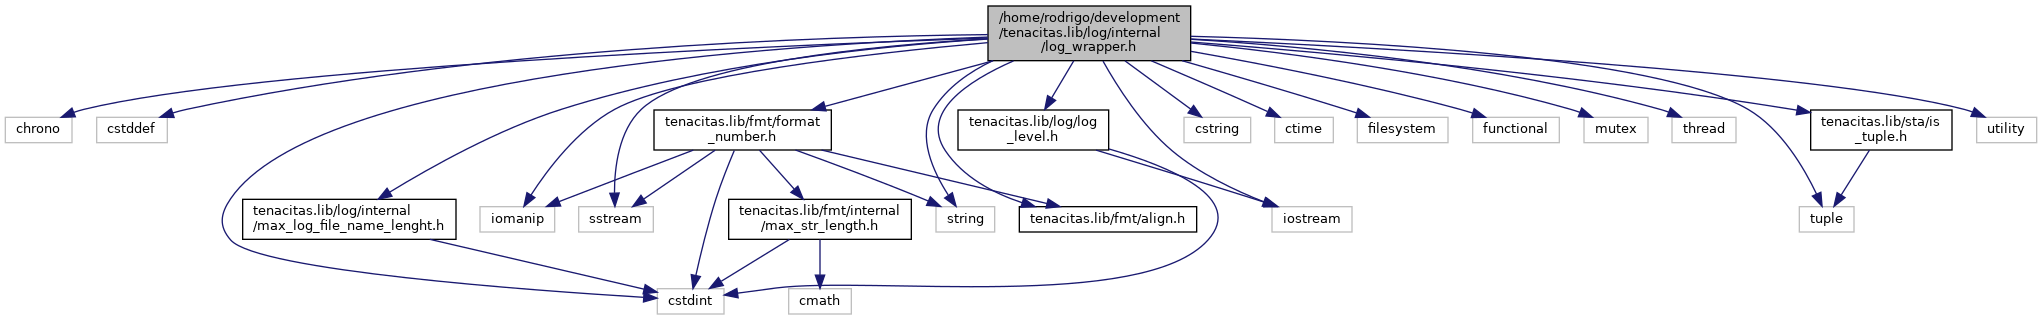 /home/rodrigo/development
/tenacitas.lib/log/internal
/log_wrapper.h
chrono
cstddef
tenacitas.lib/fmt/format
_number.h
tenacitas.lib/log/log
_level.h
cstring
ctime
filesystem
functional
mutex
thread
tenacitas.lib/sta/is
_tuple.h
utility
tenacitas.lib/log/internal
/max_log_file_name_lenght.h
iomanip
sstream
tenacitas.lib/fmt/internal
/max_str_length.h
string
tenacitas.lib/fmt/align.h
iostream
tuple
cstdint
cmath